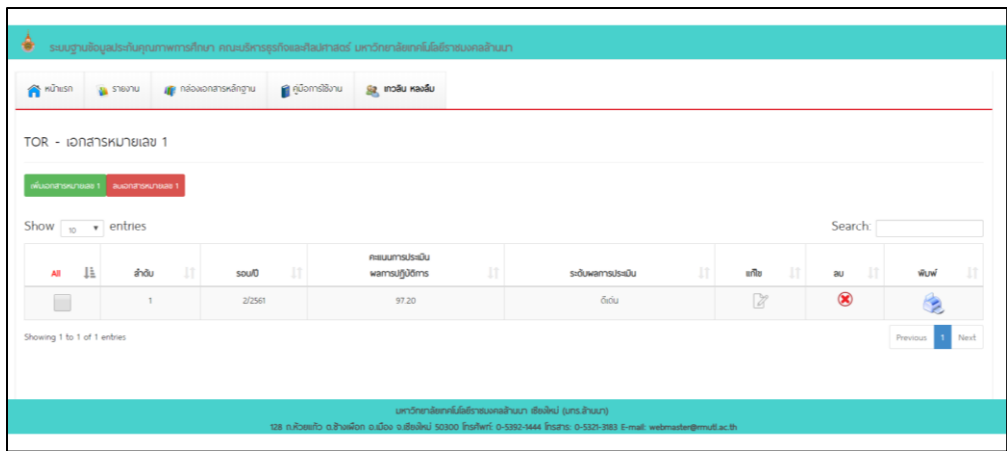 ระบบฐานข้อมูลประกันคุณภาพการศึกษา คณะบริหารธุรกิจและศิลปศาสตร์ มหาวิทยาลัยเทคโนโลยีราชมงคลล้านนา
หน้าแรก รายงาน กล่องเอกสารหลักฐาน คู่มือการใช้งาน เทวสิน หลงลืม
TOR - เอกสารหมายเลข 1
เพิ่มเอกสารหมายเลข 1 ลบเอกสารหมายเลข 1
Show 10 entries Search:
คะแนนการประเมิน
All ลำดับ รอบ/ปี ผลการปฏิบัติการ ระดับผลการประเมิน แก้ไข ลบ พิมพ์
1 2/2561 97.20 ดีเด่น
Showing 1 to 1 of 1 entries Previous 1 Next
มหาวิทยาลัยเทคโนโลยีราชมงคลล้านนา เชียงใหม่ (มทร.ล้านนา)
128 ถ.ห้วยแก้ว ต.ช้างเผือก อ.เมือง จ.เชียงใหม่ 50300 โทรศัพท์: 0-5392-1444 โทรสาร: 0-5321-3183 E-mail: webmaster@rmutl.ac.th